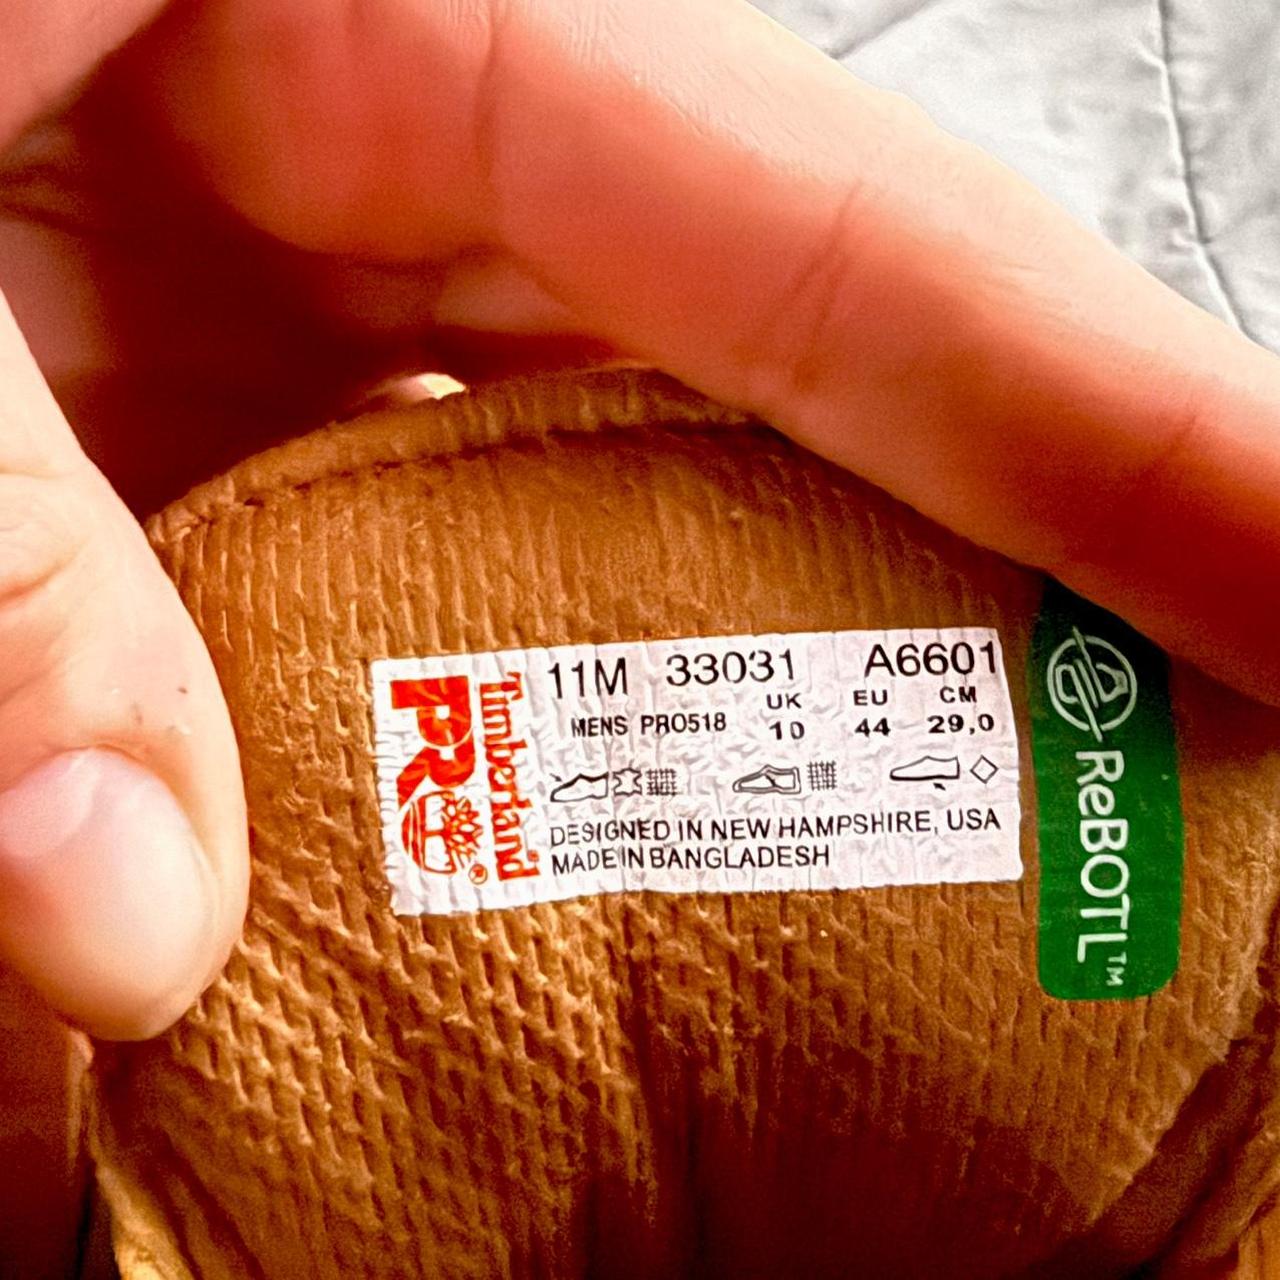 PRO
Timberland®
11M 33031 A6601
UK EU CM
MENS PRO518 10 44 29,0
DESIGNED IN NEW HAMPSHIRE, USA
MADE IN BANGLADESH
ReBOTL™